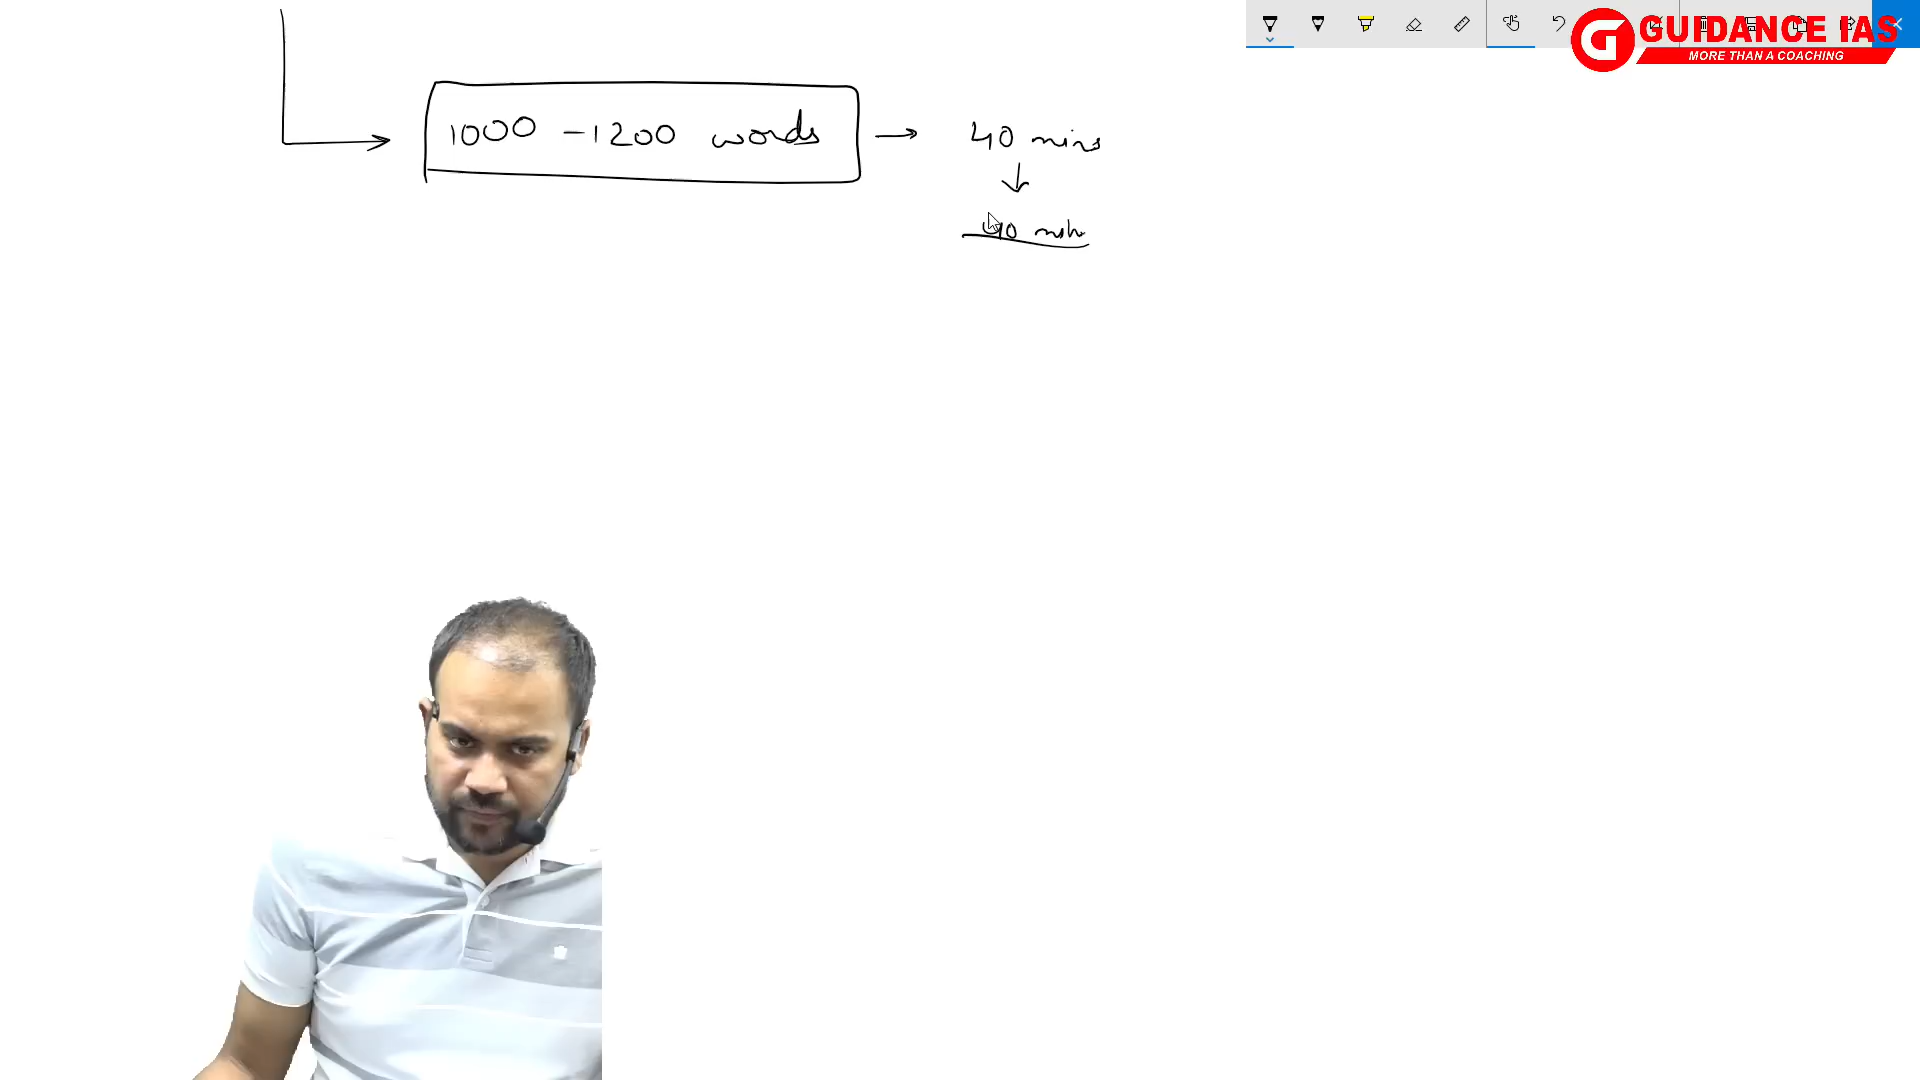 GUIDANCE IAS
MORE THAN A COACHING
1000 - 1200 words → 40 mins
↓